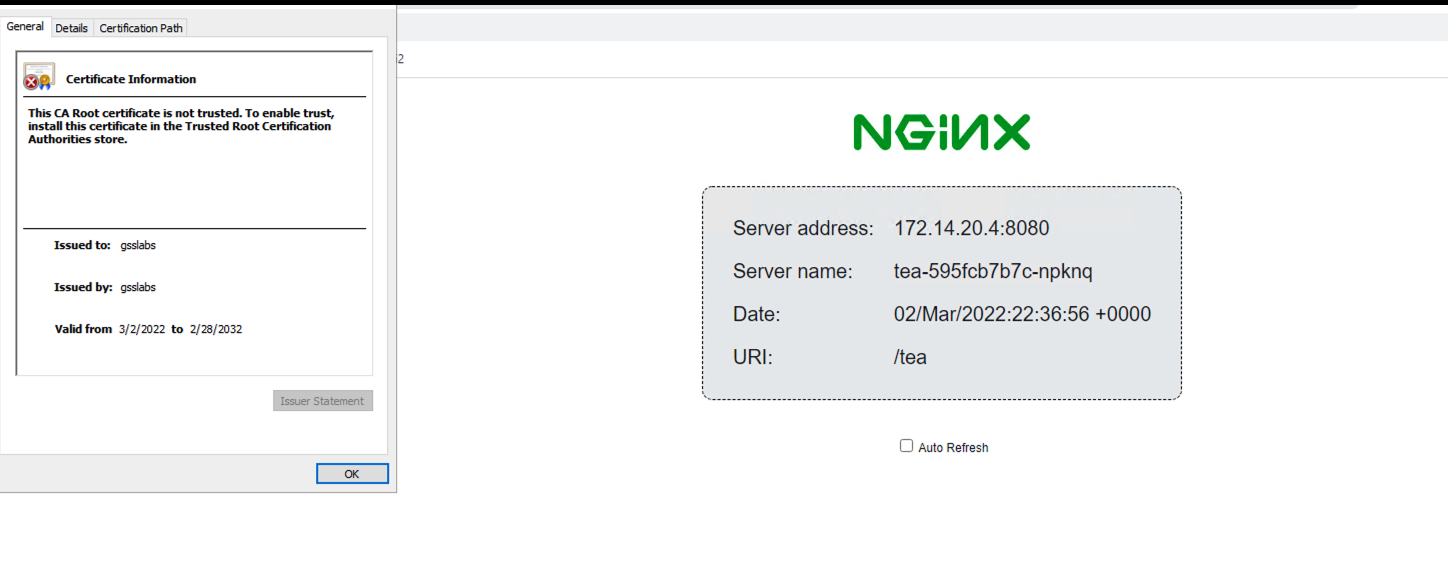 General Details Certification Path
Certificate Information
This CA Root certificate is not trusted. To enable trust,
install this certificate in the Trusted Root Certification
Authorities store.
Issued to: gsslabs
Issued by: gsslabs
Valid from 3/2/2022 to 2/28/2032
Issuer Statement
OK
NGINX
Server address: 172.14.20.4:8080
Server name: tea-595fcb7b7c-npknq
Date: 02/Mar/2022:22:36:56 +0000
URI: /tea
Auto Refresh